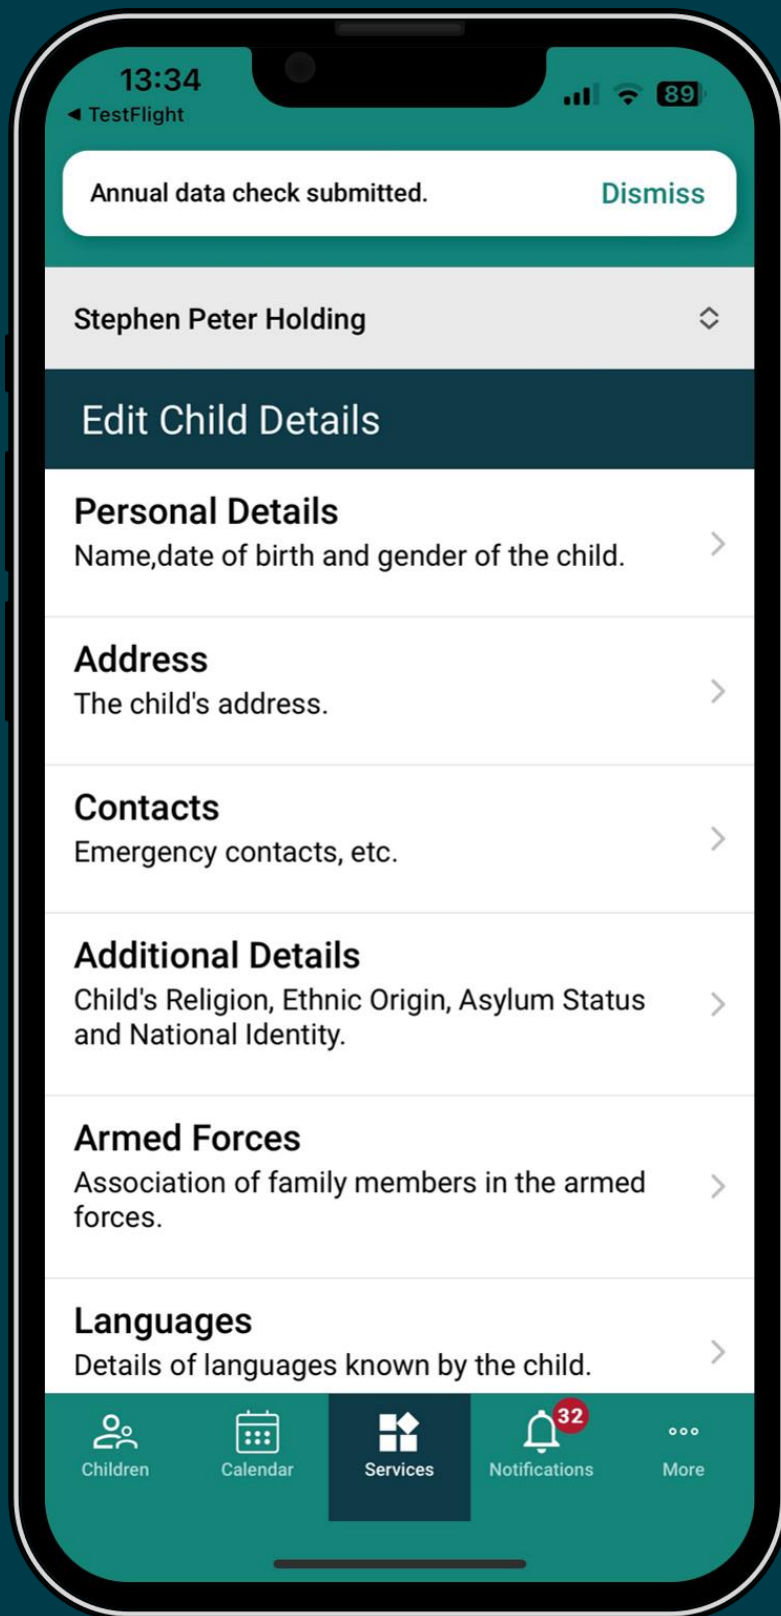 13:34
◀ TestFlight
89
Annual data check submitted.
Dismiss
Stephen Peter Holding
Edit Child Details
Personal Details
Name,date of birth and gender of the child.
Address
The child's address.
Contacts
Emergency contacts, etc.
Additional Details
Child's Religion, Ethnic Origin, Asylum Status
and National Identity.
Armed Forces
Association of family members in the armed
forces.
Languages
Details of languages known by the child.
32
Children
Calendar
Services
Notifications
More